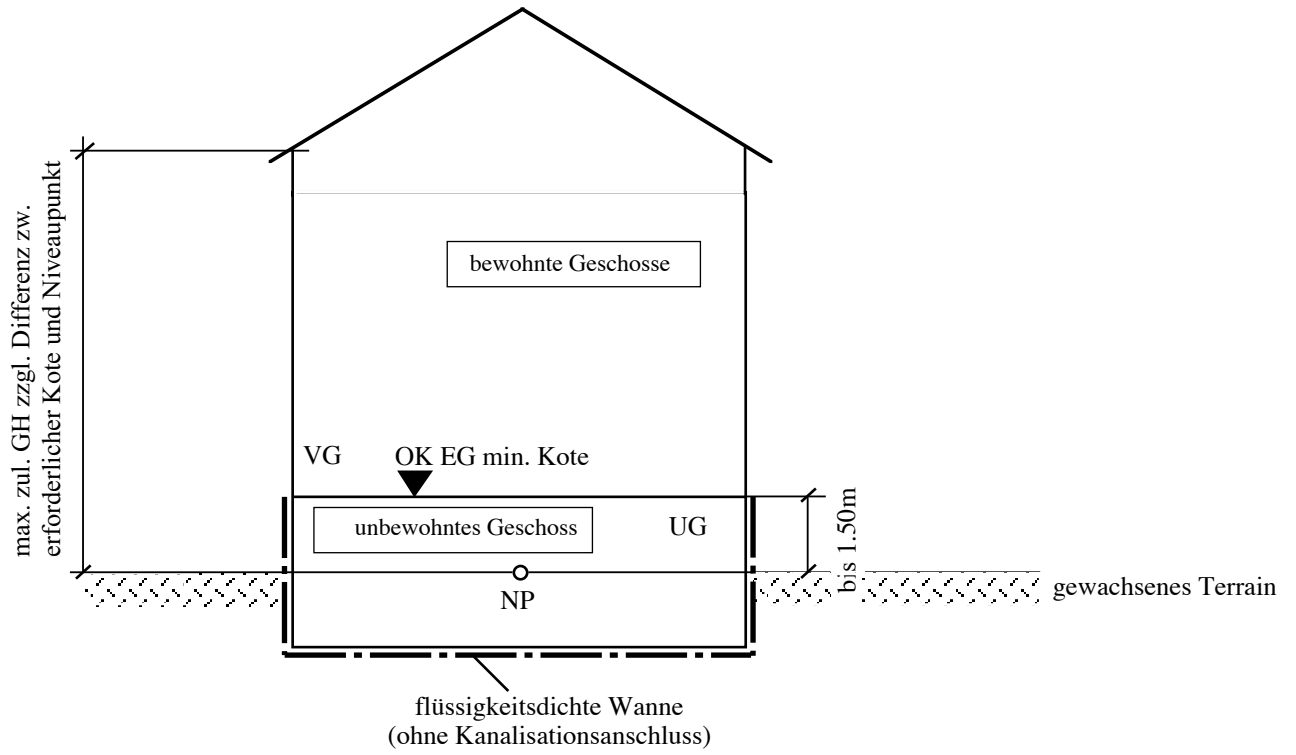 max. zul. GH zzgl. Differenz zw.
erforderlicher Kote und Niveaupunkt
bewohnte Geschosse
VG
OK EG min. Kote
unbewohntes Geschoss
UG
bis 1.50m
NP
gewachsenes Terrain
flüssigkeitsdichte Wanne
(ohne Kanalisationsanschluss)